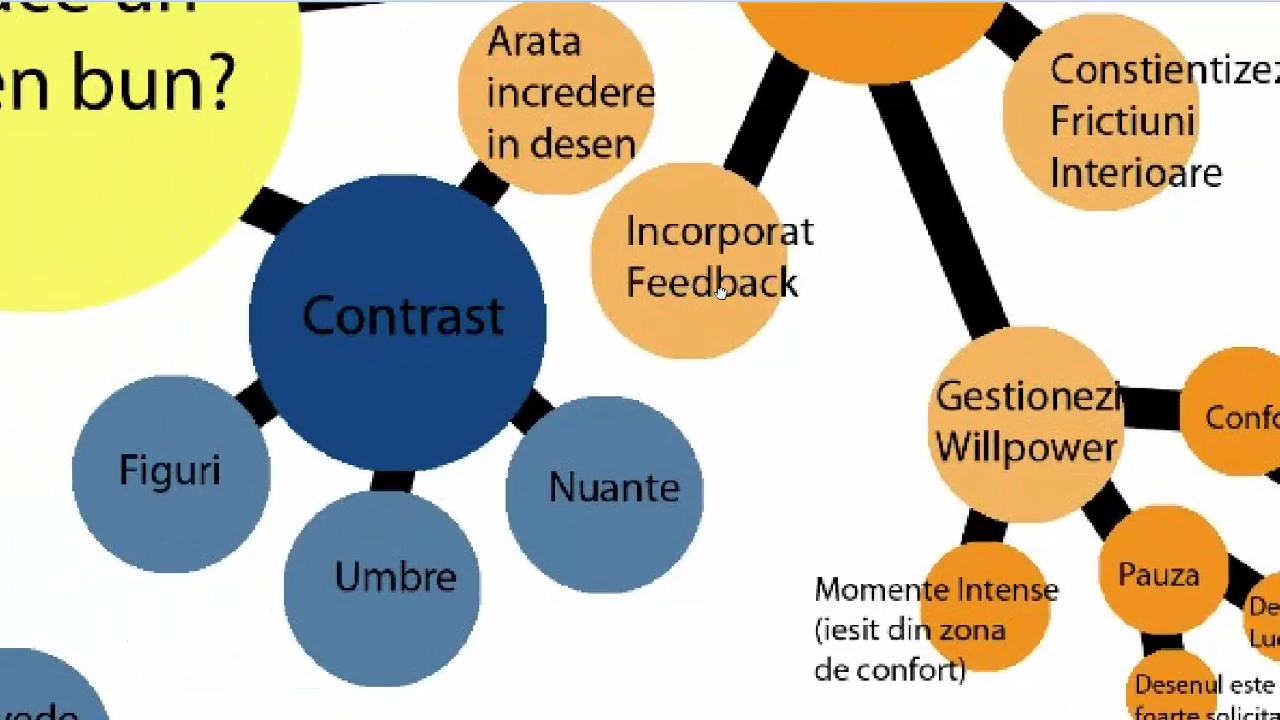 en bun?
Arata
incredere
in desen
Constientizez
Frictiuni
Interioare
Incorporat
Feedback
Contrast
Gestionezi
Willpower
Figuri
Nuante
Umbre
Pauza
Momente Intense
(iesit din zona
de confort)
Desenul este